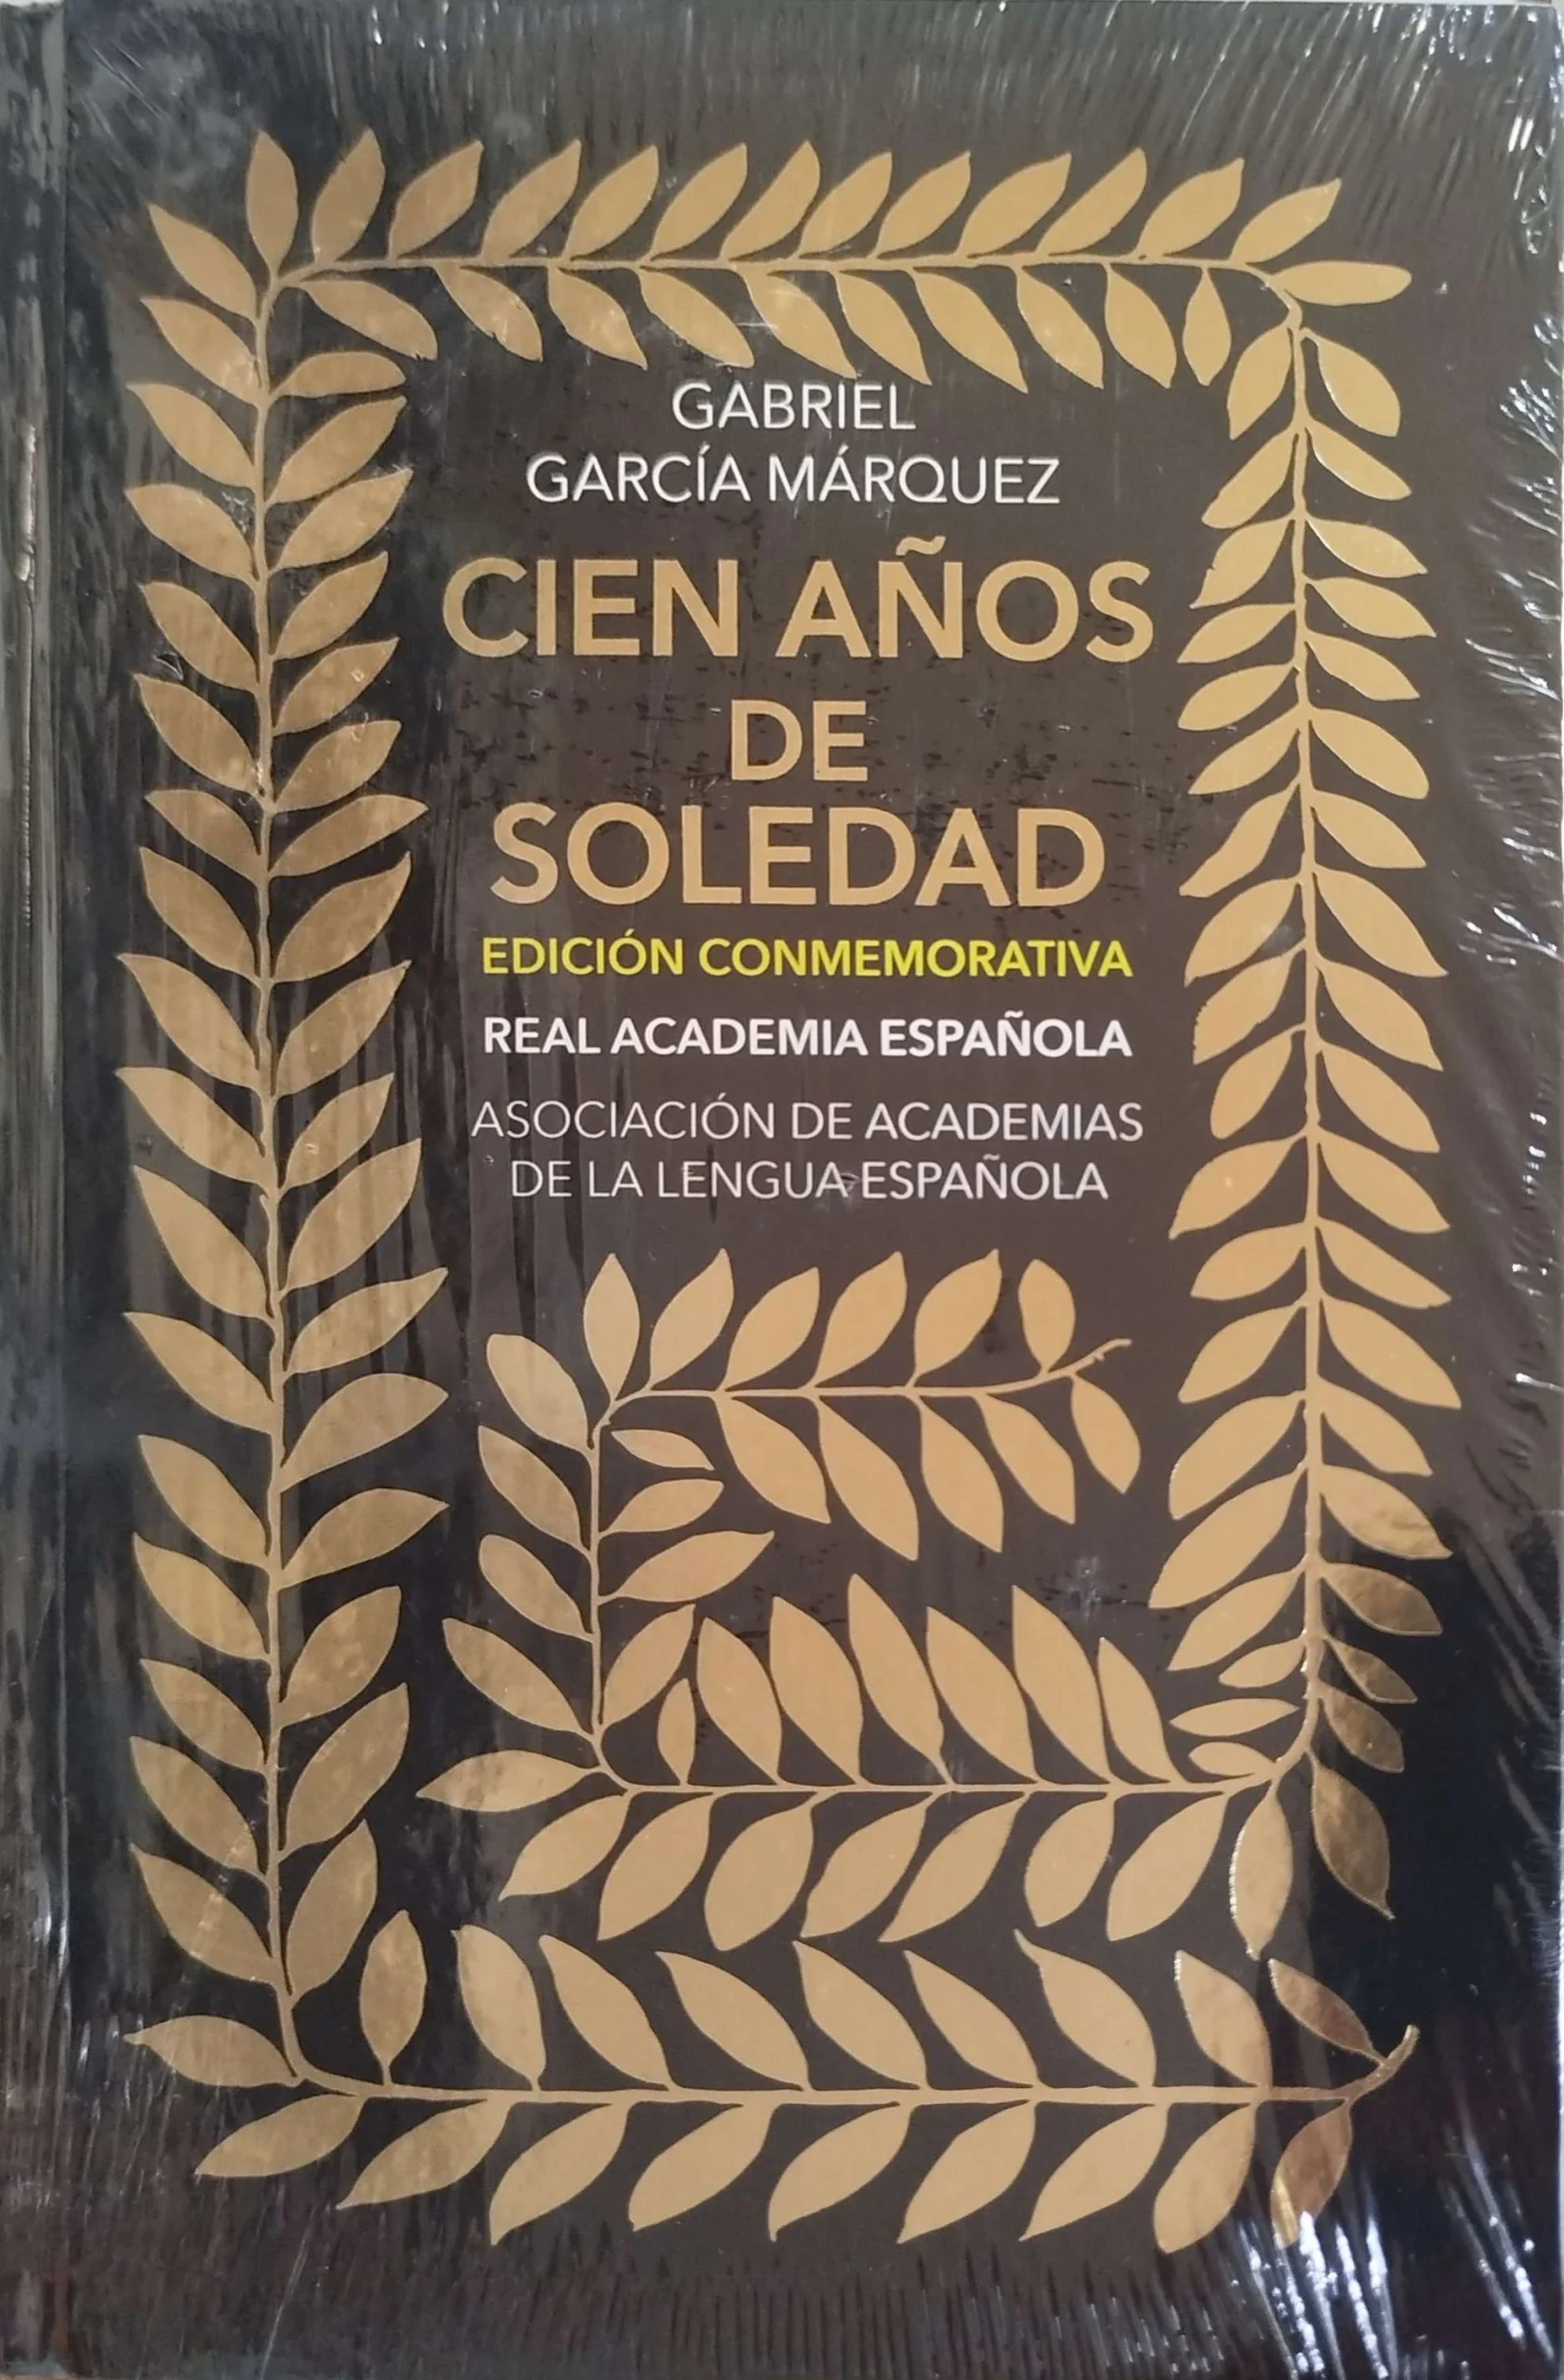 GABRIEL
GARCÍA MÁRQUEZ
CIEN AÑOS
DE
SOLEDAD
EDICIÓN CONMEMORATIVA
REAL ACADEMIA ESPAÑOLA
ASOCIACIÓN DE ACADEMIAS
DE LA LENGUA ESPAÑOLA